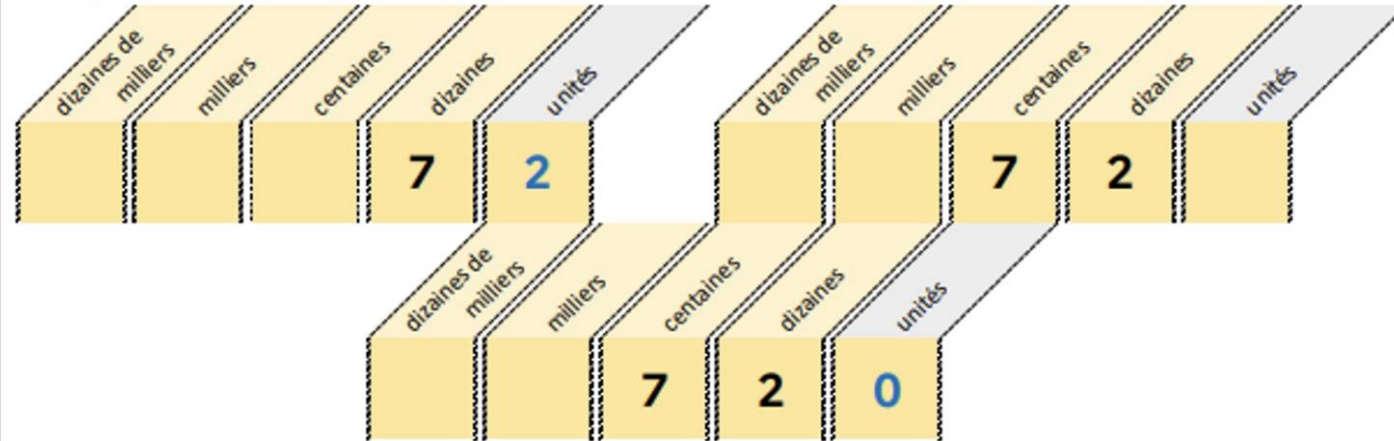 dizaines de
milliers
milliers
centaines
dizaines
unités
7
2
dizaines de
milliers
milliers
centaines
dizaines
unités
7
2
dizaines de
milliers
milliers
centaines
dizaines
unités
7
2
0